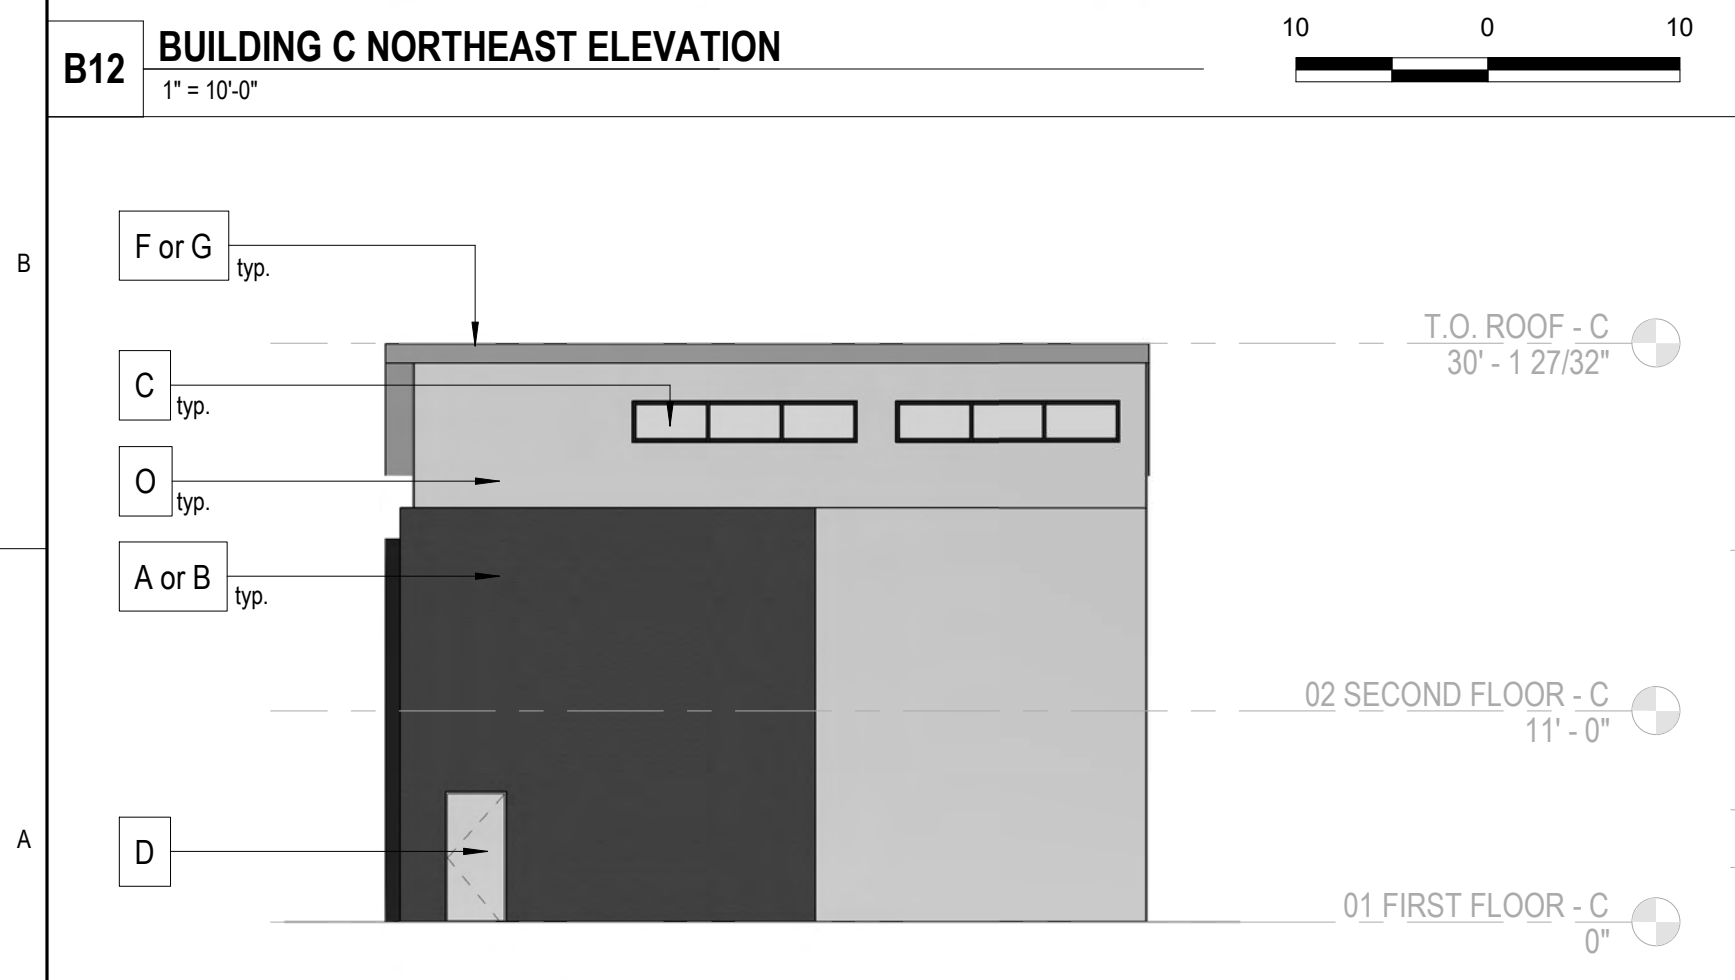 B12
BUILDING C NORTHEAST ELEVATION
1" = 10'-0"
10 0 10
B
F or G
typ.
T.O. ROOF - C
30' - 1 27/32"
C
typ.
O
typ.
A or B
typ.
02 SECOND FLOOR - C
11' - 0"
A
D
01 FIRST FLOOR - C
0"